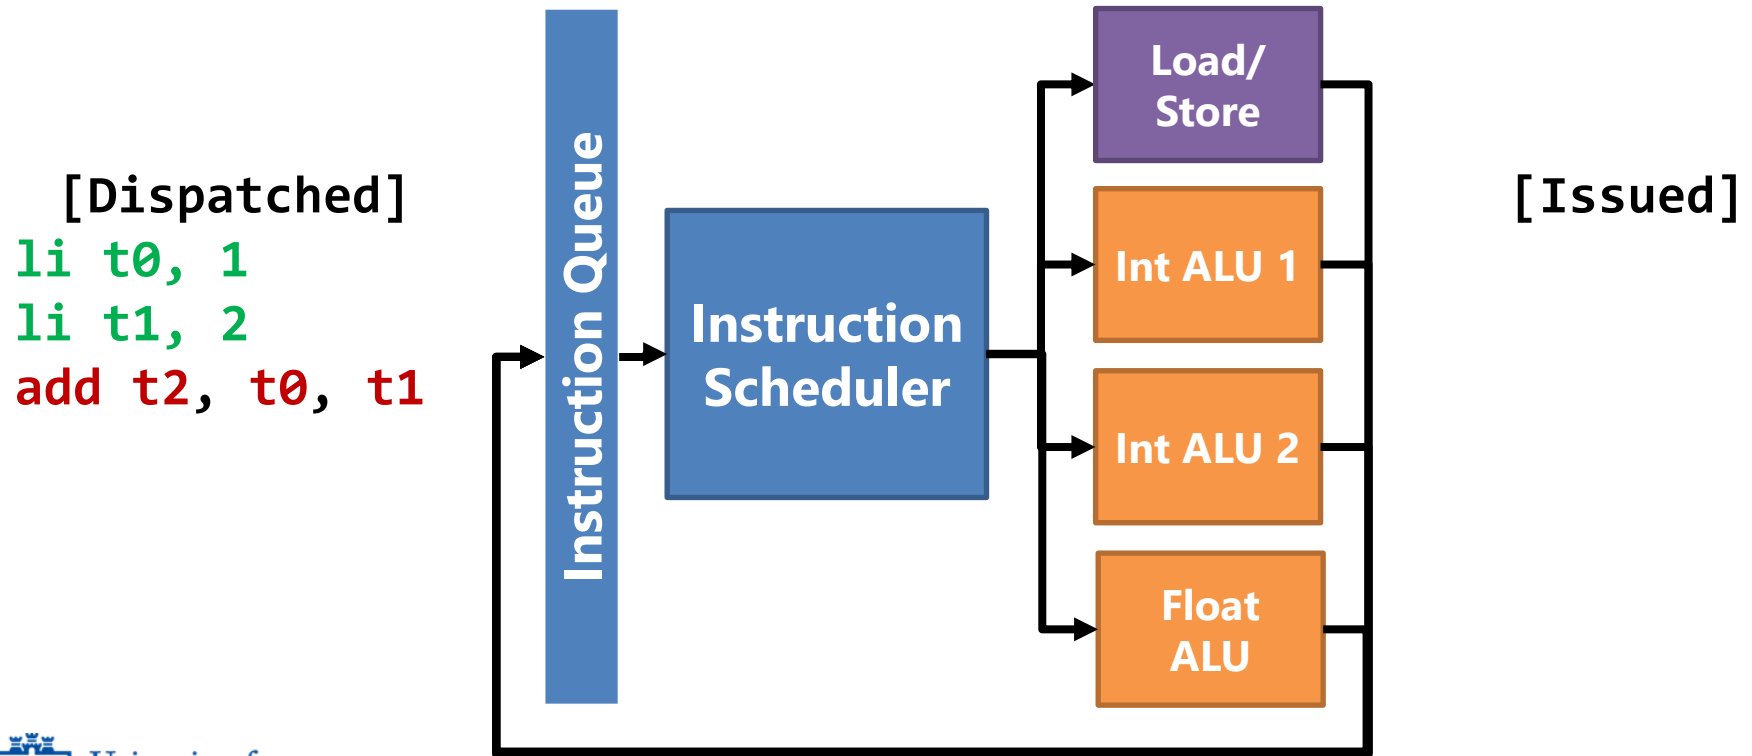 [Dispatched]
li t0, 1
li t1, 2
add t2, t0, t1
Instruction Queue
Instruction
Scheduler
Load/
Store
Int ALU 1
Int ALU 2
Float
ALU
[Issued]